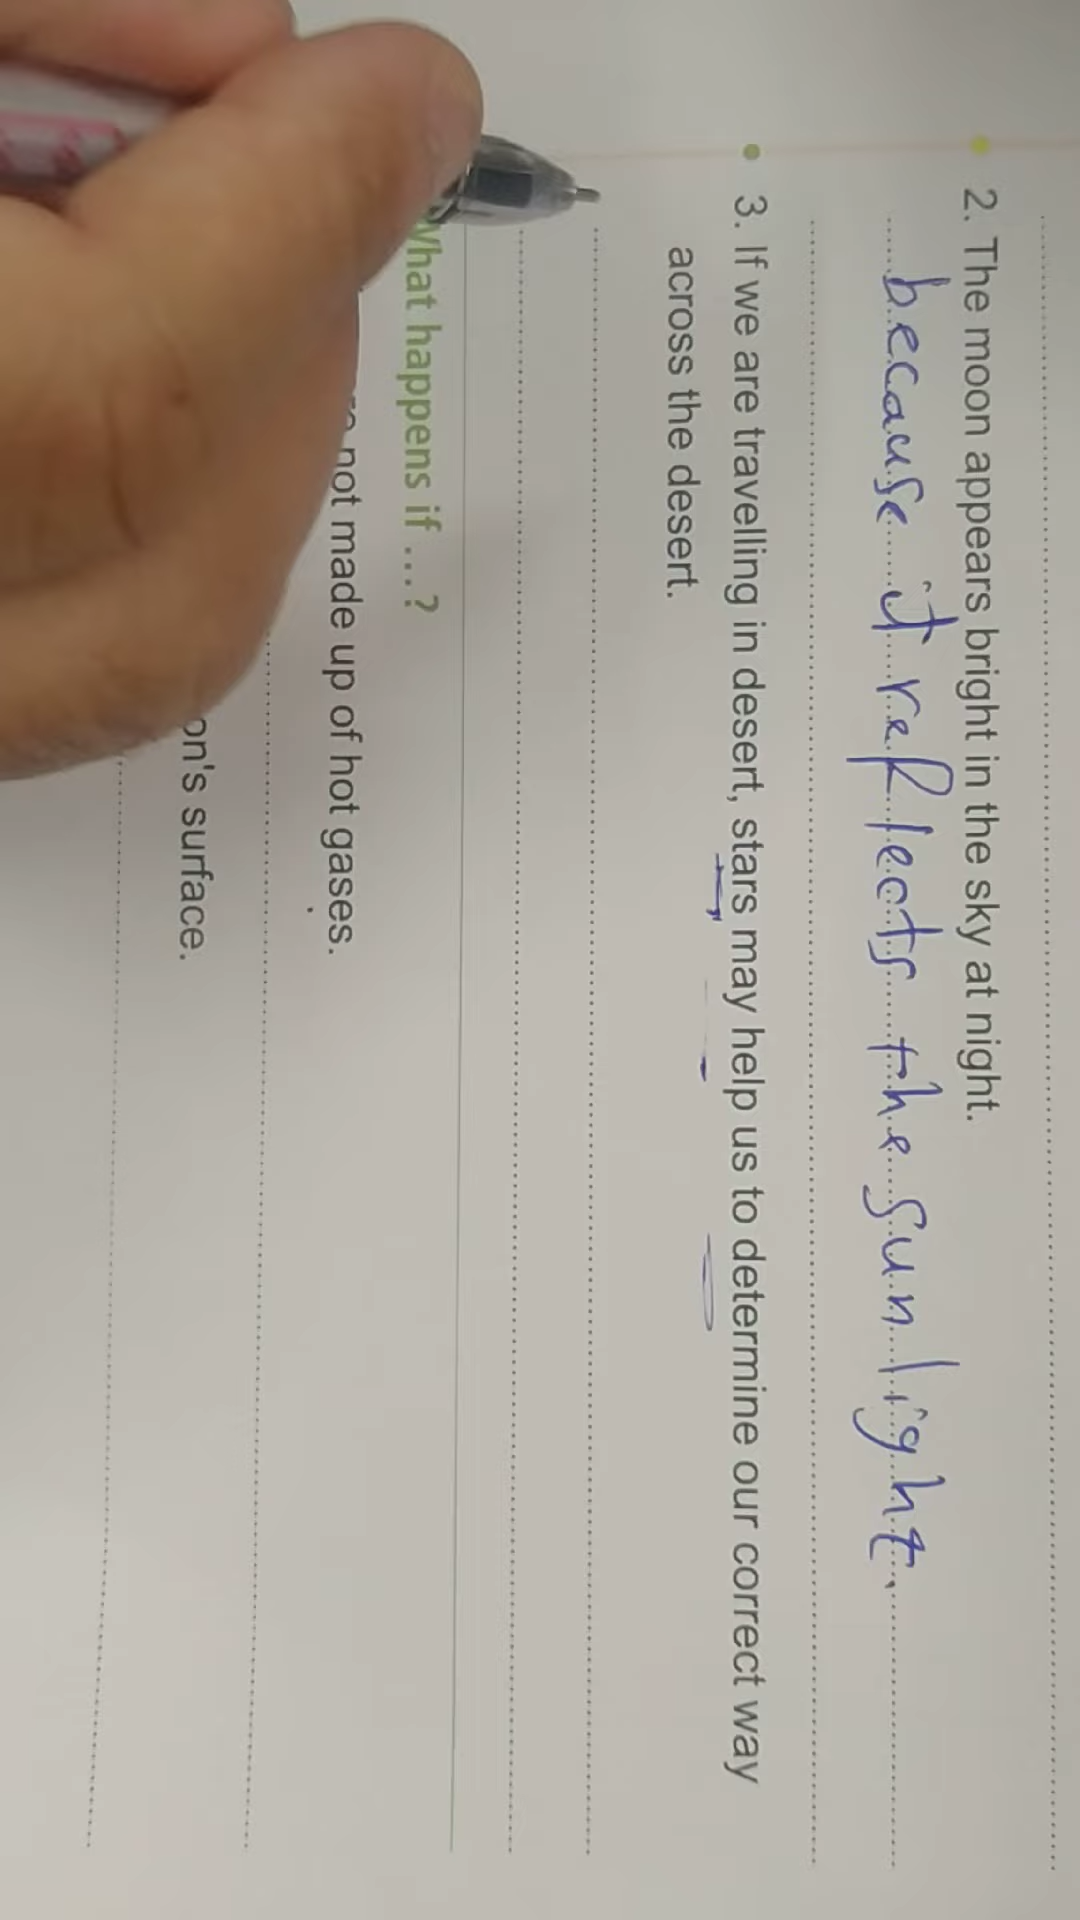 2. The moon appears bright in the sky at night.
because it reflects the sun light.
3. If we are travelling in desert, stars may help us to determine our correct way
across the desert.
What happens if ...?
not made up of hot gases.
surface.